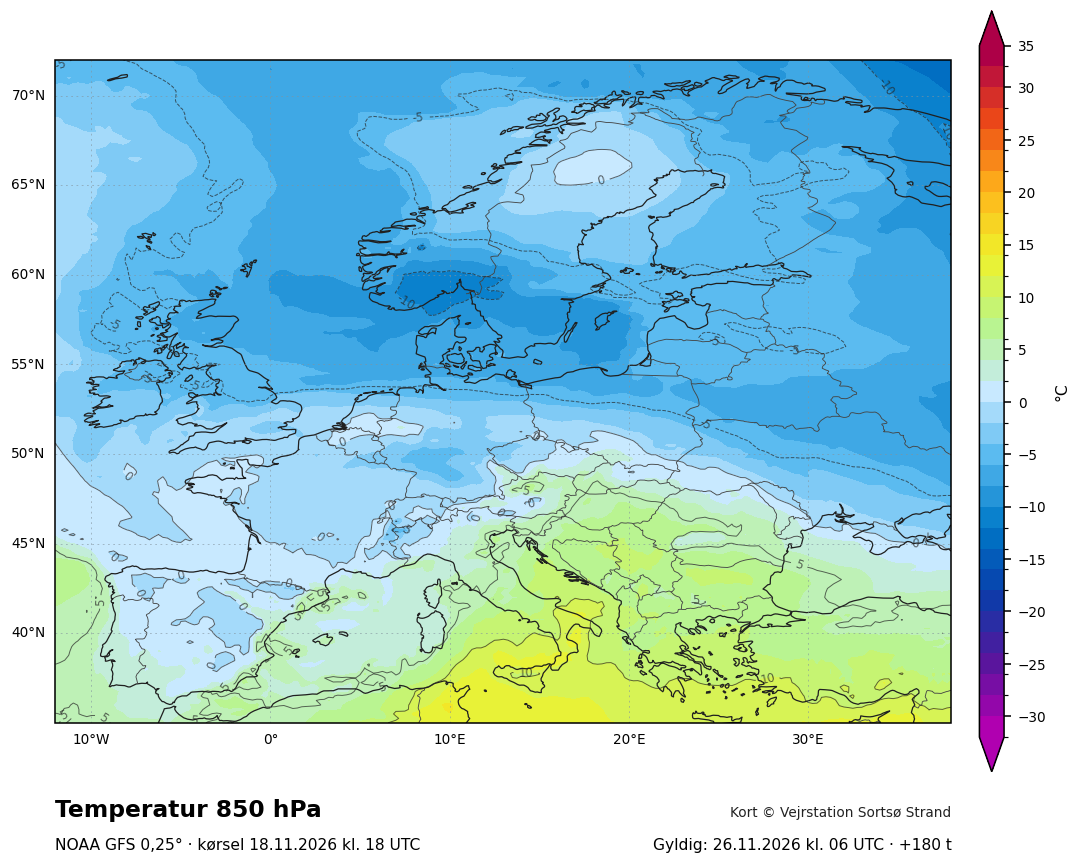 70°N
65°N
60°N
55°N
50°N
45°N
40°N
10°W 0° 10°E 20°E 30°E
35
30
25
20
15
10
5
0
−5
−10
−15
−20
−25
−30
°C
Temperatur 850 hPa
Kort © Vejrstation Sortsø Strand
NOAA GFS 0,25° · kørsel 18.11.2026 kl. 18 UTC
Gyldig: 26.11.2026 kl. 06 UTC · +180 t